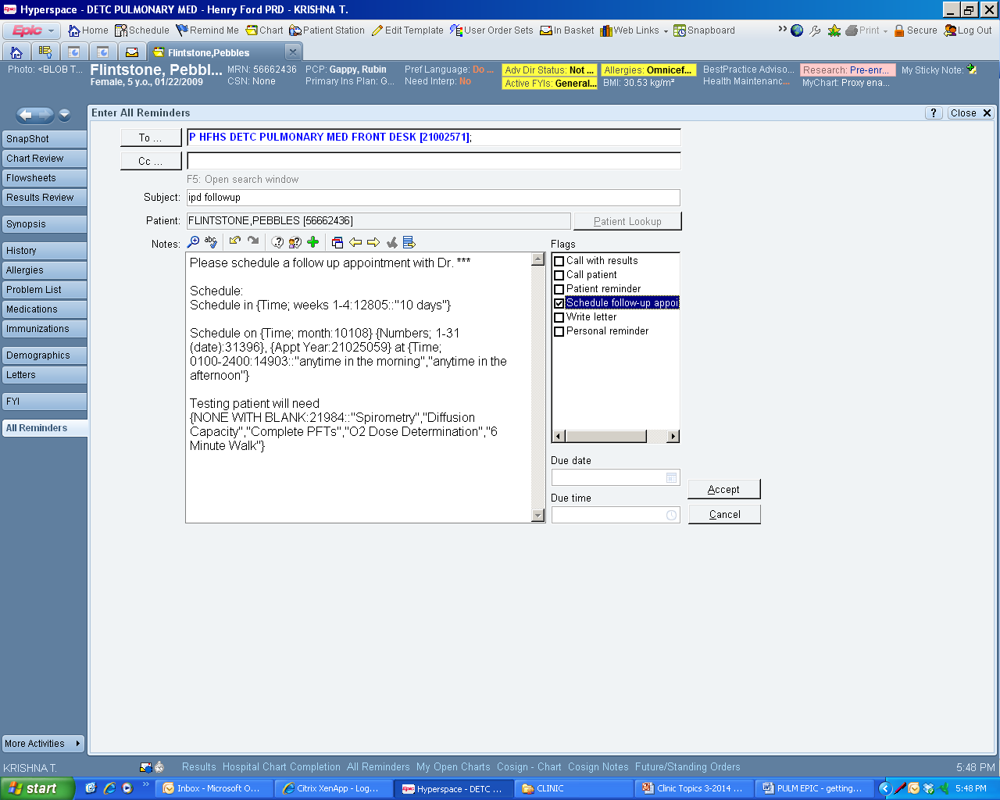 Hyperspace - DETC PULMONARY MED - Henry Ford PRD - KRISHNA T.
Epic Home Schedule Remind Me Chart Patient Station Edit Template User Order Sets In Basket Web Links Snapboard Print Secure Log Out
Flintstone,Pebbles
Photo: <BLOB T... Flintstone, Pebbl... MRN: 56662436 PCP: Gappy, Rubin Pref Language: Do ... Adv Dir Status: Not ... Allergies: Omnicef... BestPractice Adviso... Research: Pre-enr... My Sticky Note:
Female, 5 y.o., 01/22/2009 CSN: None Primary Ins Plan: G... Need Interp: No Active FYIs: General... BMI: 30.53 kg/m² Health Maintenanc... MyChart: Proxy ena...
Enter All Reminders ? Close
SnapShot
Chart Review
Flowsheets
Results Review
Synopsis
History
Allergies
Problem List
Medications
Immunizations
Demographics
Letters
FYI
All Reminders
More Activities
To ... P HFHS DETC PULMONARY MED FRONT DESK [21002571];
Cc ...
F5: Open search window
Subject: ipd followup
Patient: FLINTSTONE,PEBBLES [56662436] Patient Lookup
Notes: abc
Please schedule a follow up appointment with Dr. ***
Schedule:
Schedule in {Time; weeks 1-4:12805::"10 days"}
Schedule on {Time; month:10108} {Numbers; 1-31
(date):31396}, {Appt Year:21025059} at {Time;
0100-2400:14903::"anytime in the morning","anytime in the
afternoon"}
Testing patient will need
{NONE WITH BLANK:21984::"Spirometry","Diffusion
Capacity","Complete PFTs","O2 Dose Determination","6
Minute Walk"}
Flags
Call with results
Call patient
Patient reminder
Schedule follow-up appoi
Write letter
Personal reminder
Due date
Due time
Accept
Cancel
KRISHNA T. Results Hospital Chart Completion All Reminders My Open Charts Cosign - Chart Cosign Notes Future/Standing Orders 5:48 PM
start Inbox - Microsoft O... Citrix XenApp - Log... Hyperspace - DETC ... CLINIC Clinic Topics 3-2014 ... PULM EPIC - getting... 5:48 PM